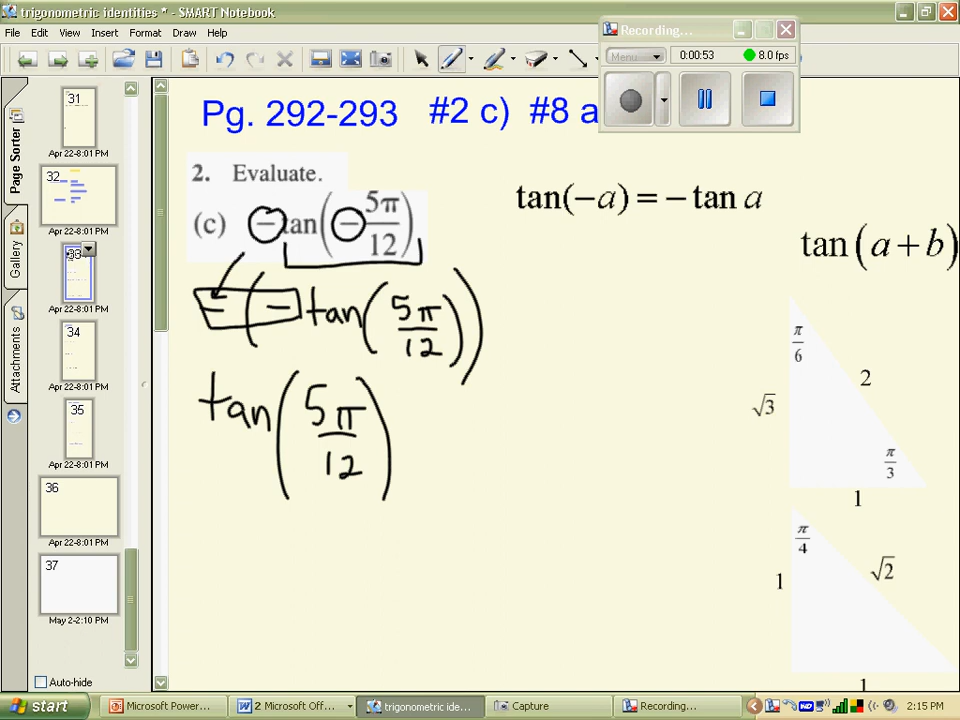 trigonometric identities * - SMART Notebook
File Edit View Insert Format Draw Help
Recording...
Menu 0:00:53 8.0 fps
Page Sorter
Gallery
Attachments
31
Apr 22-8:01 PM
32
Apr 22-8:01 PM
33
Apr 22-8:01 PM
34
Apr 22-8:01 PM
35
Apr 22-8:01 PM
36
Apr 22-8:01 PM
37
May 2-2:10 PM
Auto-hide
Pg. 292-293 #2 c) #8 a
2. Evaluate.
(c) −tan(−5π/12)
tan(−a) = − tan a
tan(a + b)
− (− tan(5π/12))
tan(5π/12)
π/6
2
√3
π/3
1
π/4
√2
1
1
start Microsoft Power... 2 Microsoft Off... trigonometric ide... Capture Recording... 2:15 PM